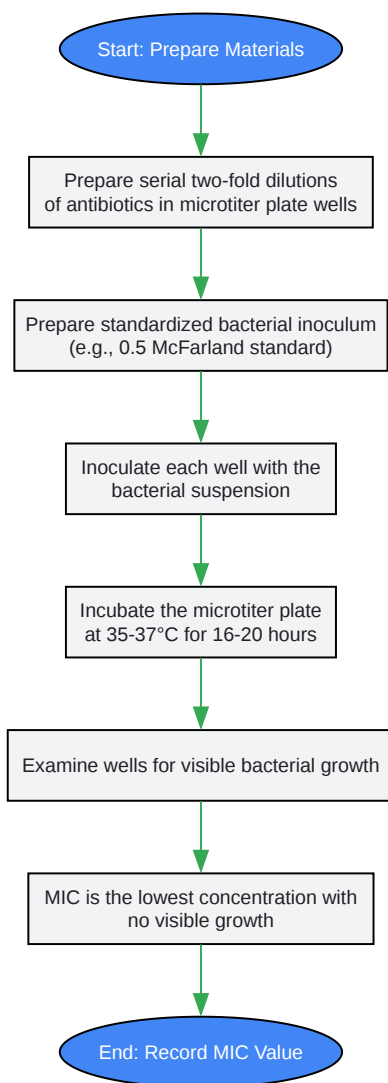 Start: Prepare Materials
Prepare serial two-fold dilutions
of antibiotics in microtiter plate wells
Prepare standardized bacterial inoculum
(e.g., 0.5 McFarland standard)
Inoculate each well with the
bacterial suspension
Incubate the microtiter plate
at 35-37°C for 16-20 hours
Examine wells for visible bacterial growth
MIC is the lowest concentration with
no visible growth
End: Record MIC Value